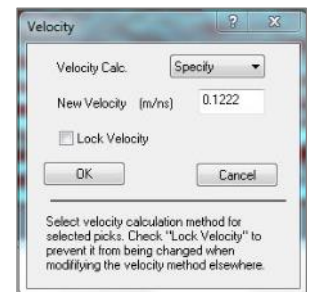 Velocity
Velocity Calc. Specify
New Velocity (m/ns) 0.1222
Lock Velocity
OK Cancel
Select velocity calculation method for
selected picks. Check "Lock Velocity" to
prevent it from being changed when
modifiying the velocity method elsewhere.